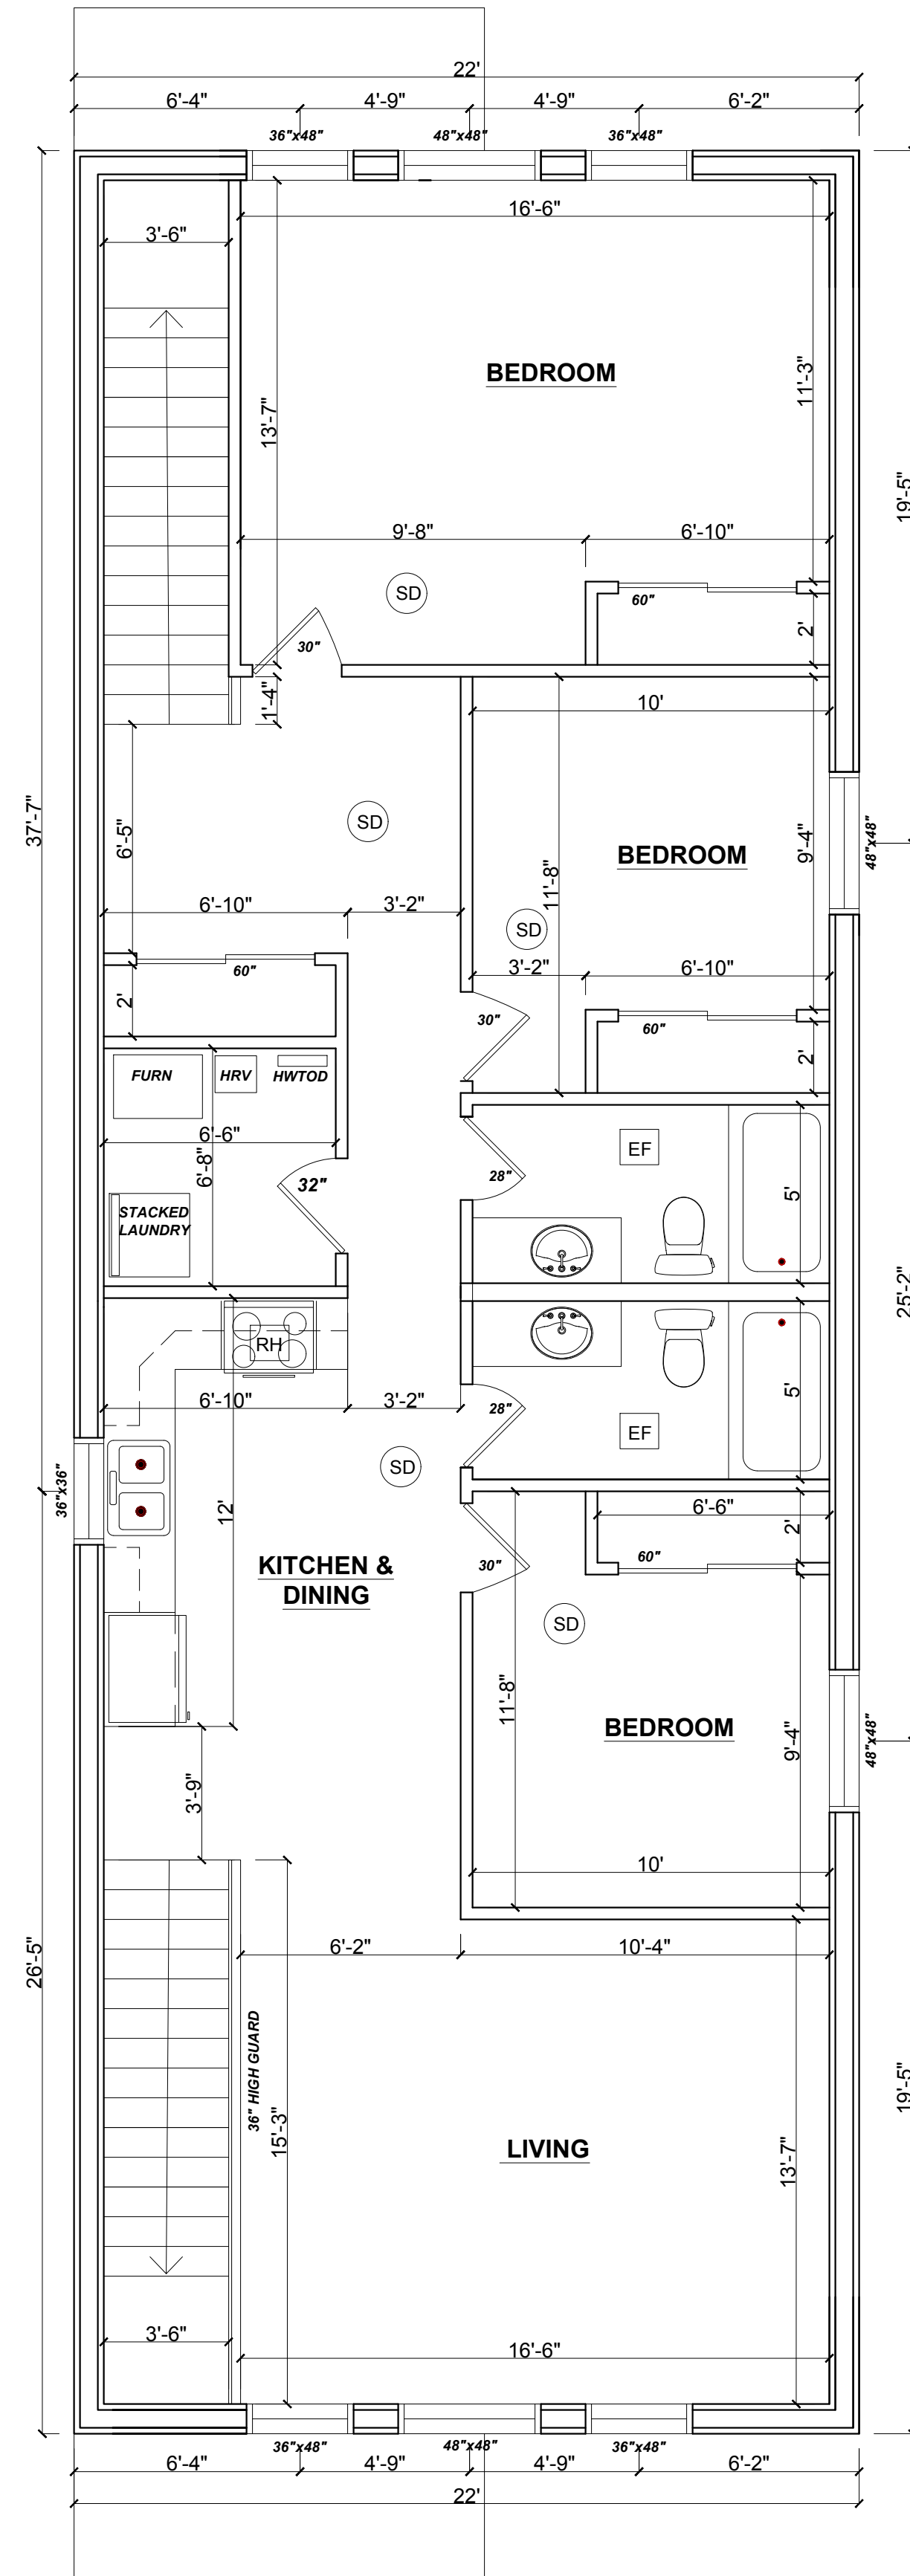 22'
6'-4"
4'-9"
4'-9"
6'-2"
36"x48"
48"x48"
36"x48"
16'-6"
3'-6"
BEDROOM
11'-3"
13'-7"
19'-5"
9'-8"
6'-10"
SD
60"
2'
30"
1'-4"
10'
37'-7"
SD
6'-5"
BEDROOM
9'-4"
48"x48"
11'-8"
6'-10"
3'-2"
SD
3'-2"
6'-10"
60"
2'
30"
60"
2'
FURN
HRV
HWTOD
6'-6"
6'-8"
EF
28"
5'
32"
STACKED
LAUNDRY
25'-2"
RH
6'-10"
3'-2"
28"
5'
EF
SD
36"x36"
12'
6'-6"
2'
KITCHEN &
DINING
30"
60"
SD
11'-8"
BEDROOM
9'-4"
48"x48"
3'-9"
10'
6'-2"
10'-4"
26'-5"
36" HIGH GUARD
15'-3"
LIVING
13'-7"
19'-5"
3'-6"
16'-6"
36"x48"
48"x48"
36"x48"
6'-4"
4'-9"
4'-9"
6'-2"
22'